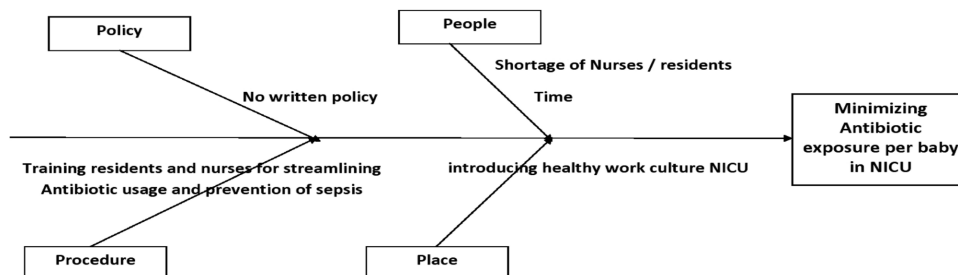 Policy
People
Shortage of Nurses / residents
No written policy
Time
Minimizing
Antibiotic
exposure per baby
in NICU
Training residents and nurses for streamlining
Antibiotic usage and prevention of sepsis
introducing healthy work culture NICU
Procedure
Place